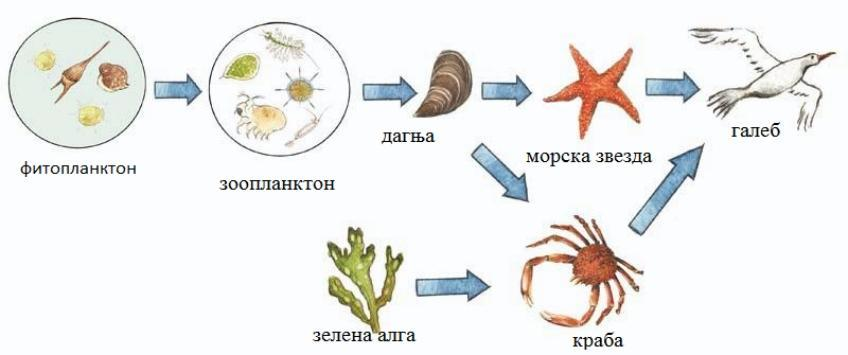 фитопланктон
зоопланктон
дагња
морска звезда
галеб
зелена алга
краба